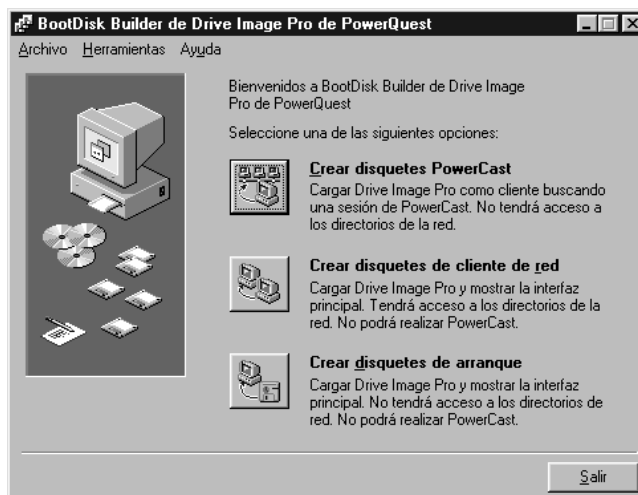 BootDisk Builder de Drive Image Pro de PowerQuest
Archivo Herramientas Ayuda
Bienvenidos a BootDisk Builder de Drive Image
Pro de PowerQuest
Seleccione una de las siguientes opciones:
Crear disquetes PowerCast
Cargar Drive Image Pro como cliente buscando
una sesión de PowerCast. No tendrá acceso a
los directorios de la red.
Crear disquetes de cliente de red
Cargar Drive Image Pro y mostrar la interfaz
principal. Tendrá acceso a los directorios de la
red. No podrá realizar PowerCast.
Crear disquetes de arranque
Cargar Drive Image Pro y mostrar la interfaz
principal. No tendrá acceso a los directorios de
red. No podrá realizar PowerCast.
Salir